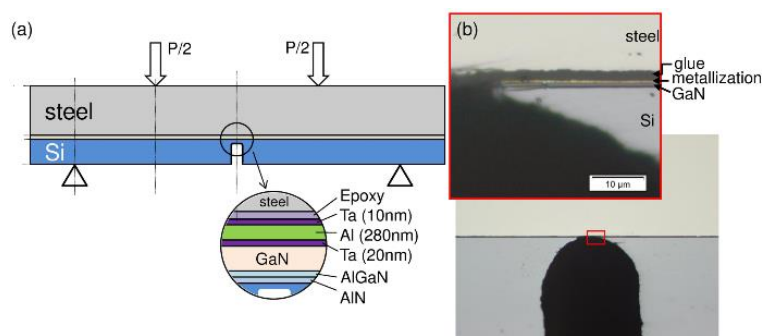 (a)
P/2
P/2
steel
Si
steel
Epoxy
Ta (10nm)
Al (280nm)
Ta (20nm)
GaN
AlGaN
AlN
(b)
steel
glue
metallization
GaN
Si
10 µm